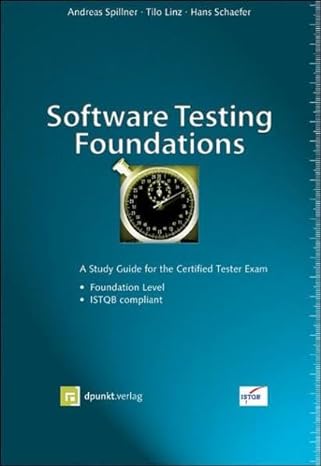 Andreas Spillner · Tilo Linz · Hans Schaefer
Software Testing
Foundations
A Study Guide for the Certified Tester Exam
• Foundation Level
• ISTQB compliant
dpunkt.verlag
ISTQB